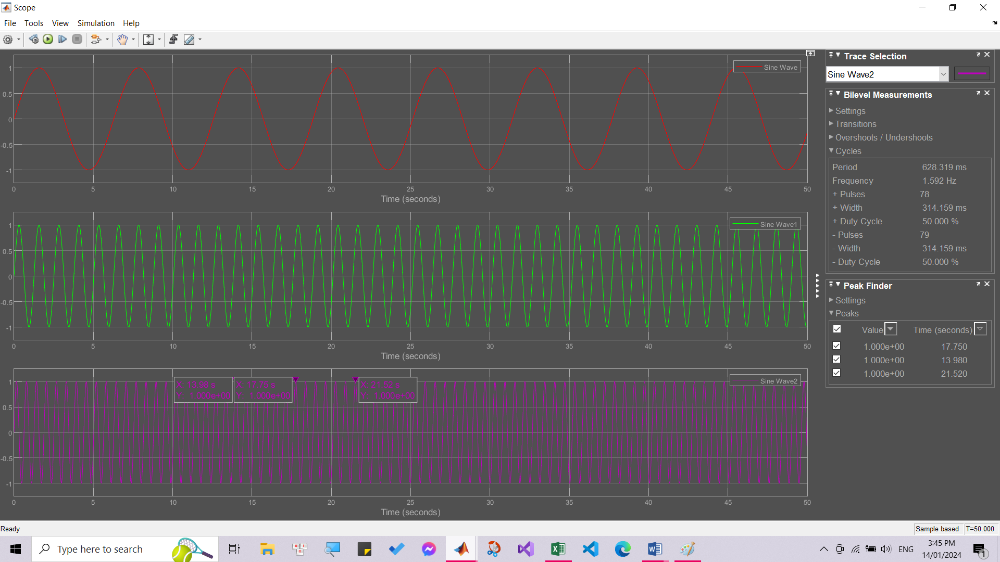 Scope
File Tools View Simulation Help
Sine Wave
1
0.5
0
-0.5
-1
0 5 10 15 20 25 30 35 40 45 50
Time (seconds)
Sine Wave1
1
0.5
0
-0.5
-1
0 5 10 15 20 25 30 35 40 45 50
Time (seconds)
X: 13.98 s
Y: 1.000e+00
X: 17.75 s
Y: 1.000e+00
X: 21.52 s
Y: 1.000e+00
Sine Wave2
1
0.5
0
-0.5
-1
0 5 10 15 20 25 30 35 40 45 50
Time (seconds)
Trace Selection
Sine Wave2
Bilevel Measurements
Settings
Transitions
Overshoots / Undershoots
Cycles
Period 628.319 ms
Frequency 1.592 Hz
+ Pulses 78
+ Width 314.159 ms
+ Duty Cycle 50.000 %
- Pulses 79
- Width 314.159 ms
- Duty Cycle 50.000 %
Peak Finder
Settings
Peaks
Value Time (seconds)
1.000e+00 17.750
1.000e+00 13.980
1.000e+00 21.520
Ready
Sample based T=50.000
Type here to search
ENG
3:45 PM
14/01/2024
1